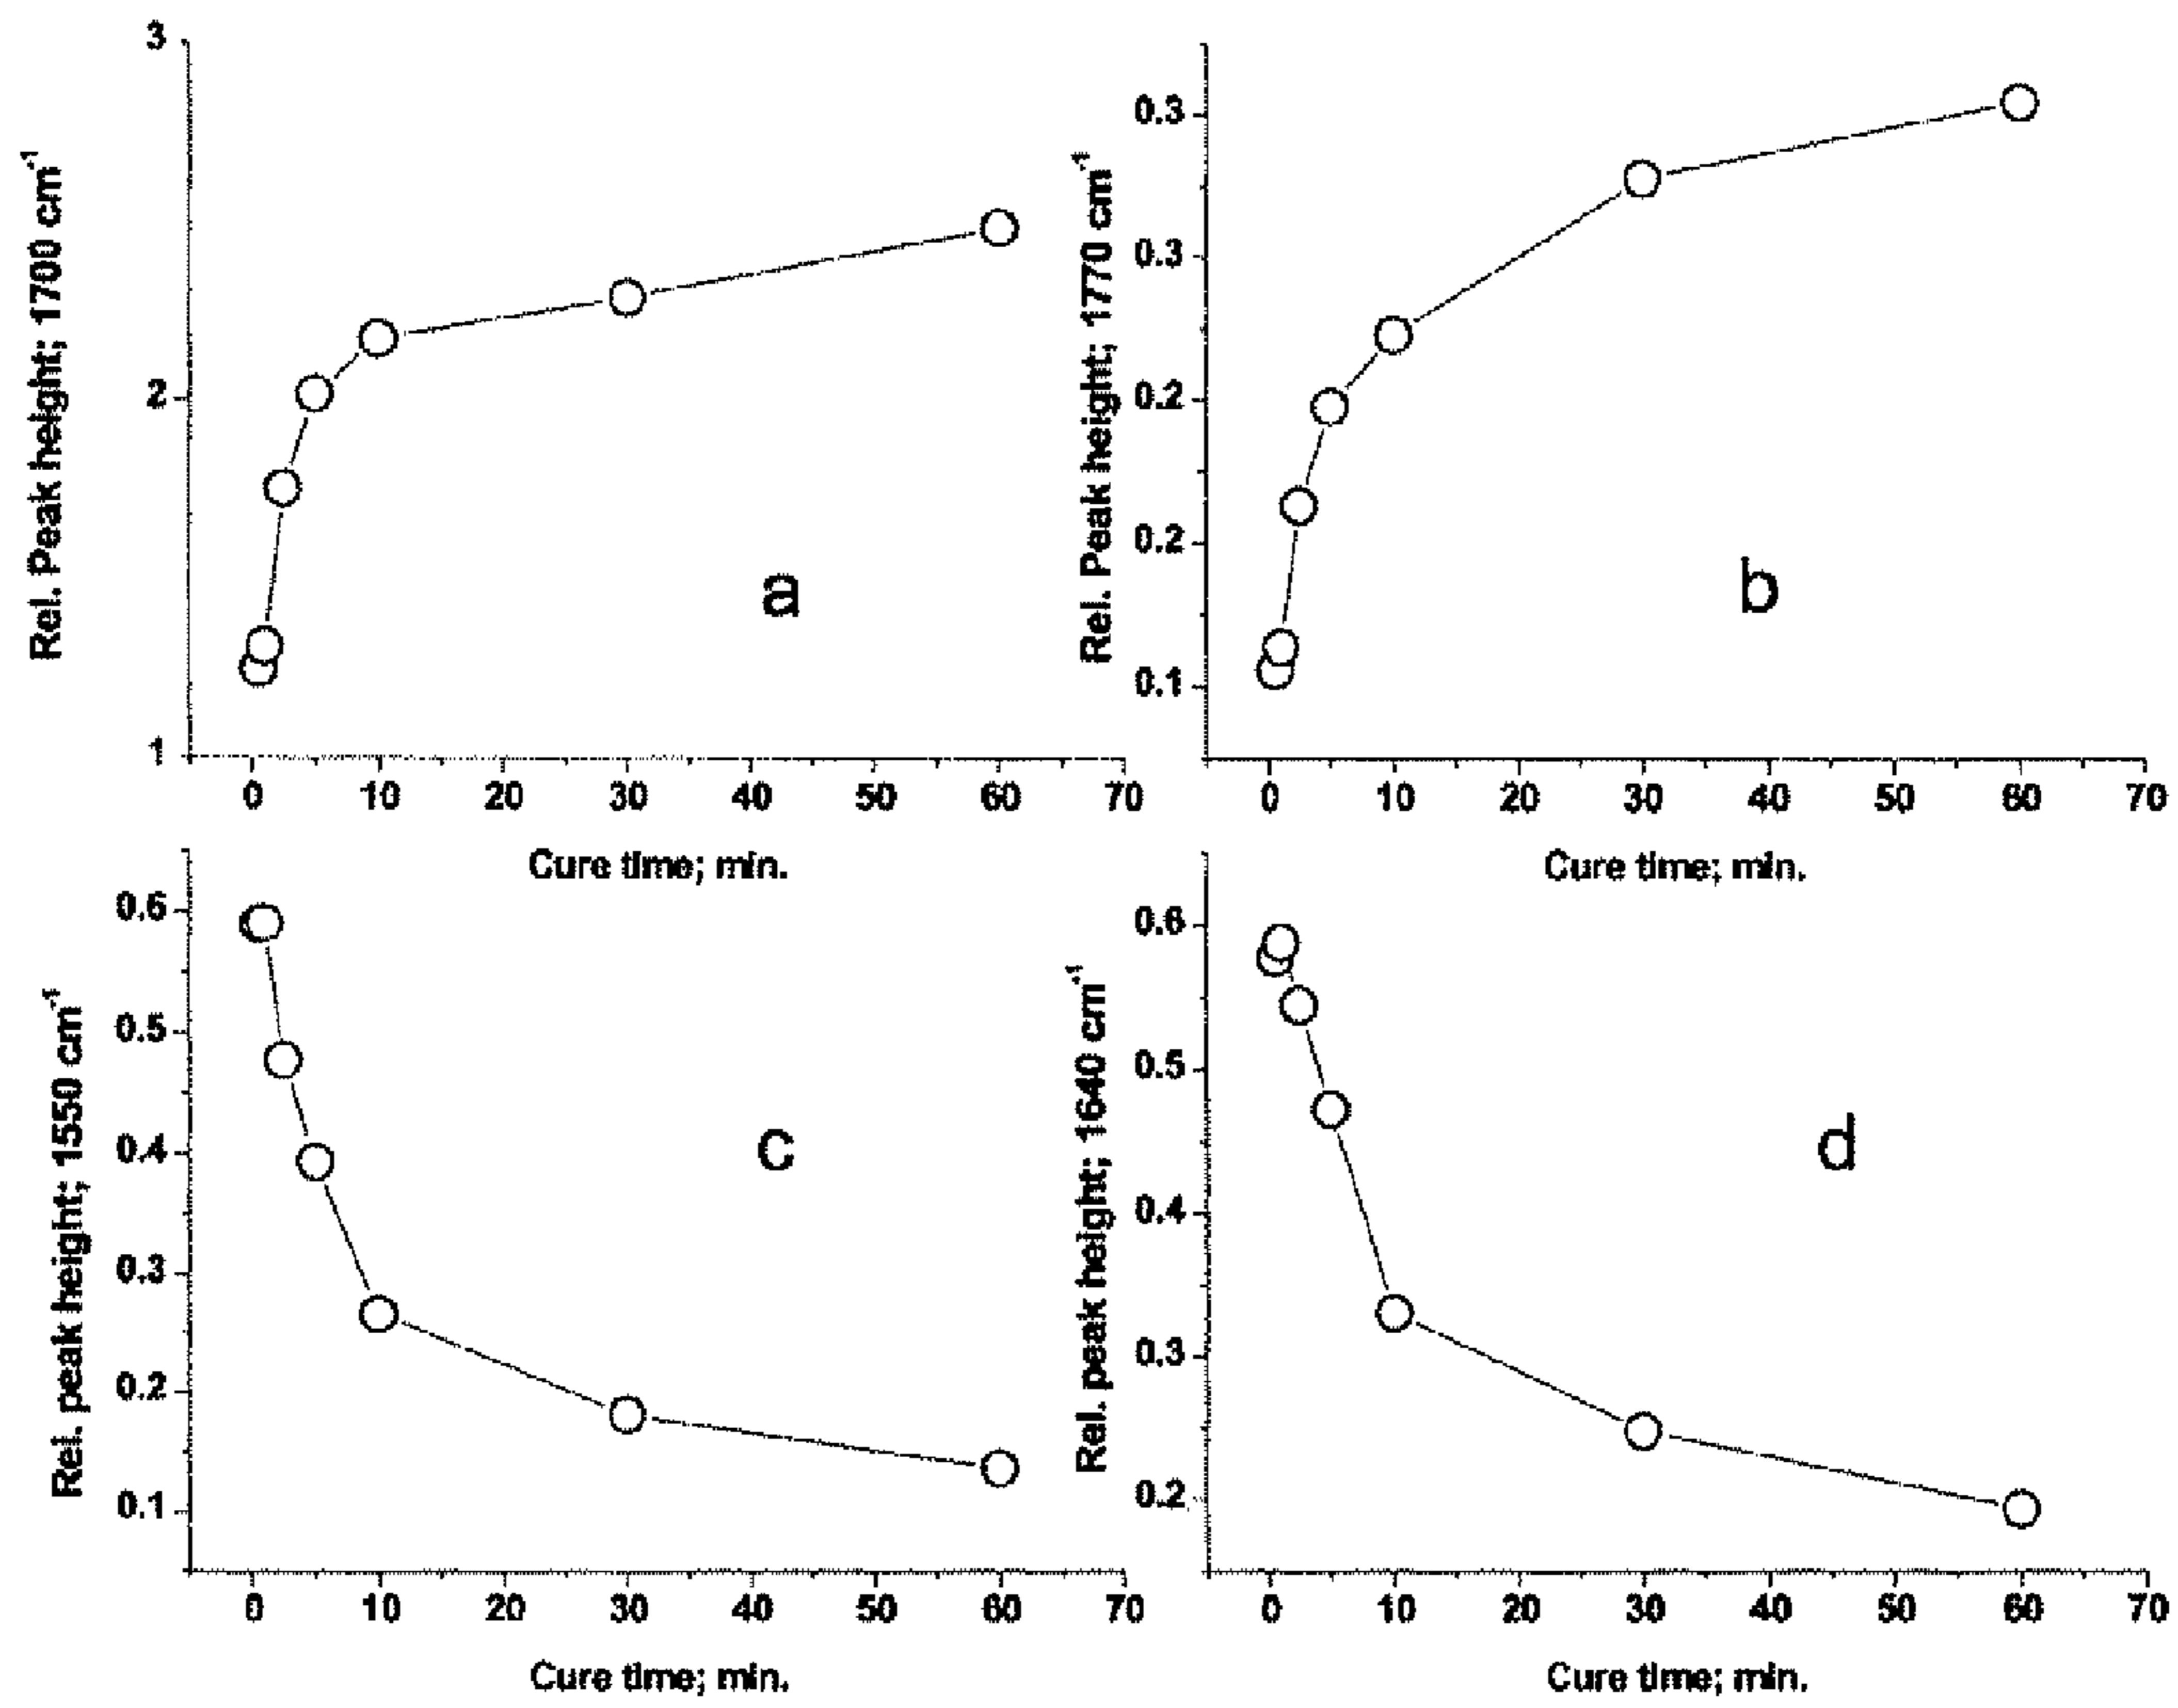 Rel. Peak height; 1700 cm-1
3
2
1
a
0 10 20 30 40 50 60 70
Cure time; min.
Rel. Peak height; 1770 cm-1
0.3
0.3
0.2
0.2
0.1
b
0 10 20 30 40 50 60 70
Cure time; min.
Rel. peak height; 1550 cm-1
0.6
0.5
0.4
0.3
0.2
0.1
c
0 10 20 30 40 50 60 70
Cure time; min.
Rel. peak height; 1640 cm-1
0.6
0.5
0.4
0.3
0.2
d
0 10 20 30 40 50 60 70
Cure time; min.